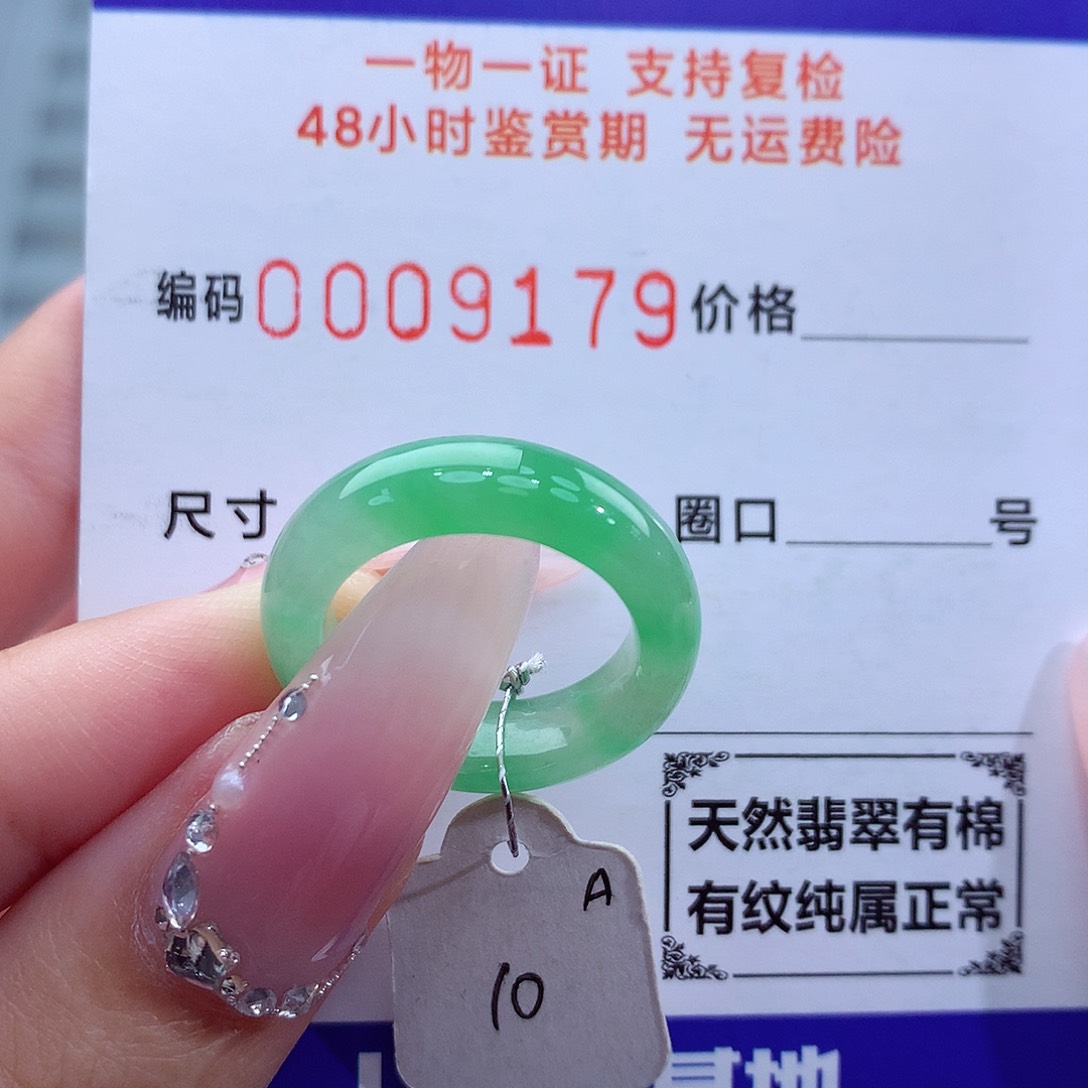 一物一证 支持复检
48小时鉴赏期 无运费险
编码0009179价格
尺寸
圈口 号
天然翡翠有棉
有纹纯属正常
A
10
基地